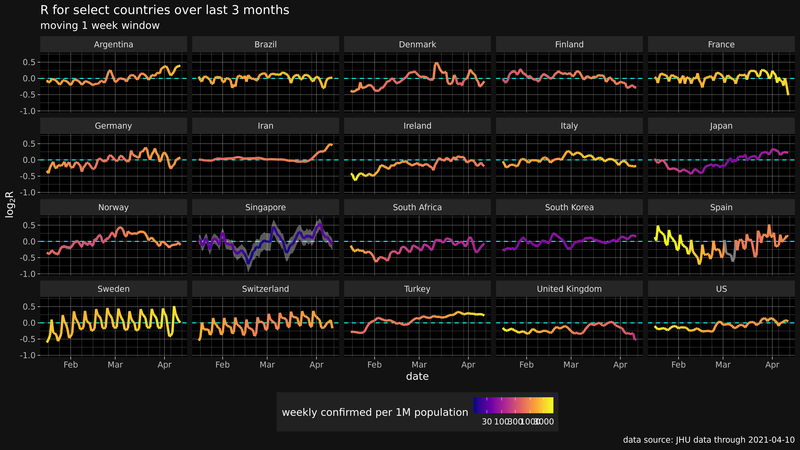 R for select countries over last 3 months
moving 1 week window
Argentina Brazil Denmark Finland France
0.5
0.0
-0.5
-1.0
Germany Iran Ireland Italy Japan
0.5
0.0
-0.5
-1.0
Norway Singapore South Africa South Korea Spain
0.5
0.0
-0.5
-1.0
Sweden Switzerland Turkey United Kingdom US
0.5
0.0
-0.5
-1.0
log2R
Feb Mar Apr Feb Mar Apr Feb Mar Apr Feb Mar Apr Feb Mar Apr
date
weekly confirmed per 1M population
30 100 300 1000 3000
data source: JHU data through 2021-04-10